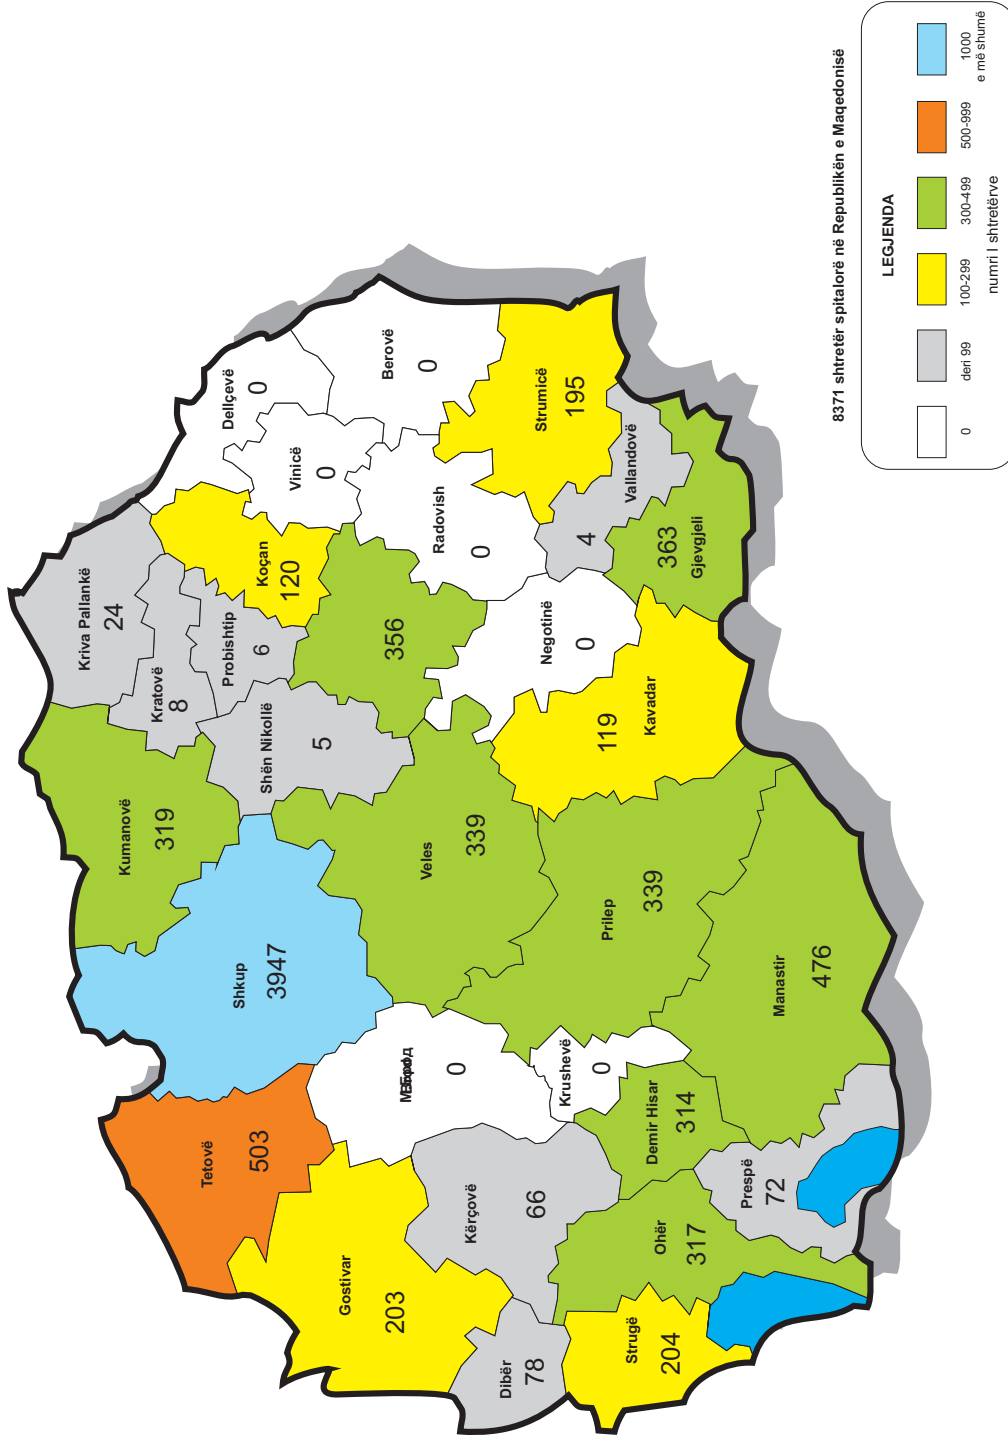 Kriva Pallankë
24
Kumanovë
319
Kratovë
8
Tetovë
503
Shkup
3947
Probishtip
6
Dellçevë
0
Koçan
120
Shën Nikollë
5
Vinicë
0
Gostivar
203
356
Berovë
0
0
Veles
339
Radovish
0
Kërçovë
66
Dibër
78
Strumicë
195
Negotinë
0
Krushevë
0
4
Vallandovë
119
Kavadar
Prilep
339
363
Gjevgjeli
Strugë
204
Demir Hisar
314
Ohër
317
Prespë
72
Manastir
476
8371 shtretër spitalorë në Republikën e Maqedonisë
LEGJENDA
0
deri 99
100-299
300-499
500-999
1000
e më shumë
numri I shtretërve